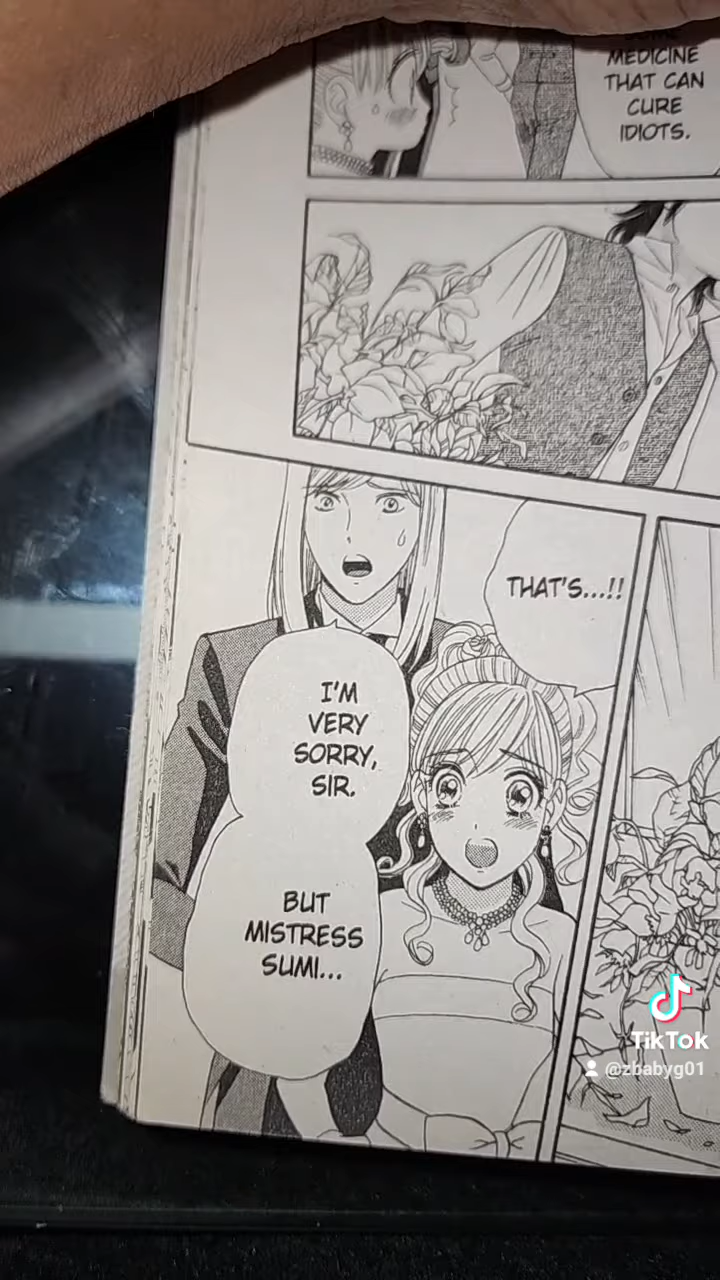 MEDICINE
THAT CAN
CURE
IDIOTS.
THAT'S...!!
I'M
VERY
SORRY,
SIR.
BUT
MISTRESS
SUMI...
TikTok
@zbabyg01